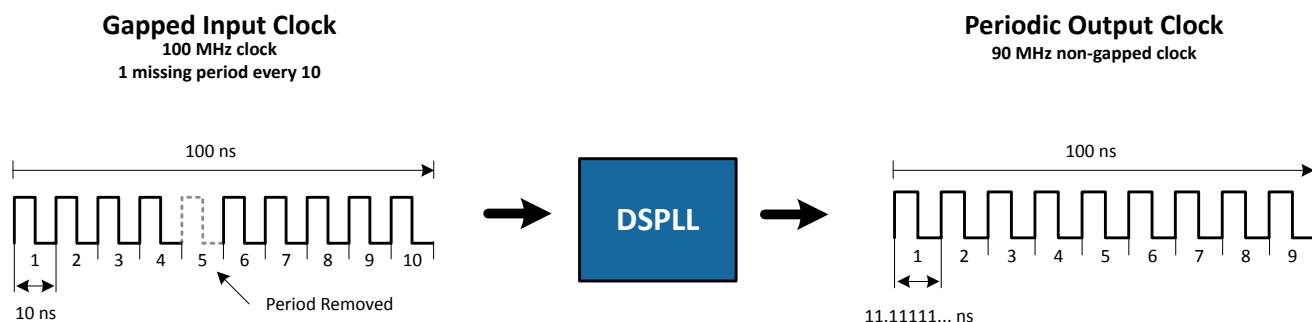 Gapped Input Clock
100 MHz clock
1 missing period every 10
Periodic Output Clock
90 MHz non-gapped clock
100 ns
100 ns
DSPLL
1 2 3 4 5 6 7 8 9 10
1 2 3 4 5 6 7 8 9
10 ns
Period Removed
11.11111... ns